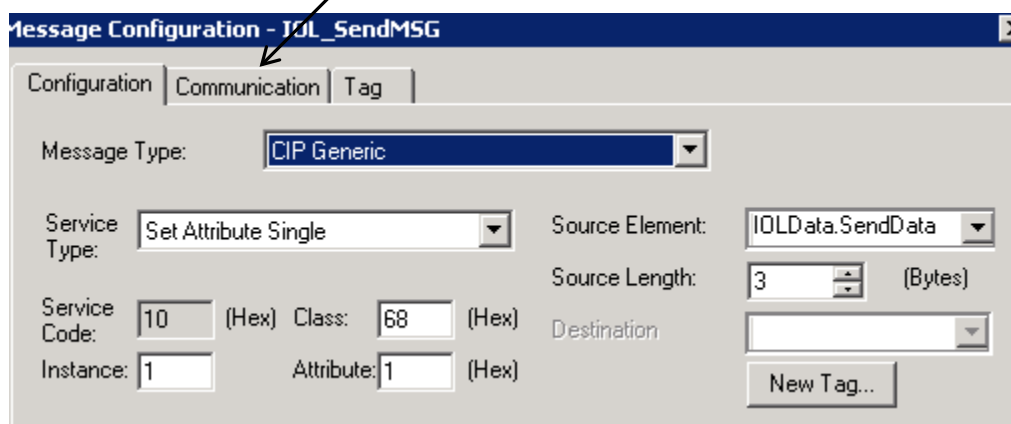 Message Configuration - IOL_SendMSG
Configuration Communication Tag
Message Type: CIP Generic
Service Type: Set Attribute Single
Source Element: IOLData.SendData
Source Length: 3 (Bytes)
Service Code: 10 (Hex) Class: 68 (Hex)
Destination
Instance: 1 Attribute: 1 (Hex)
New Tag...